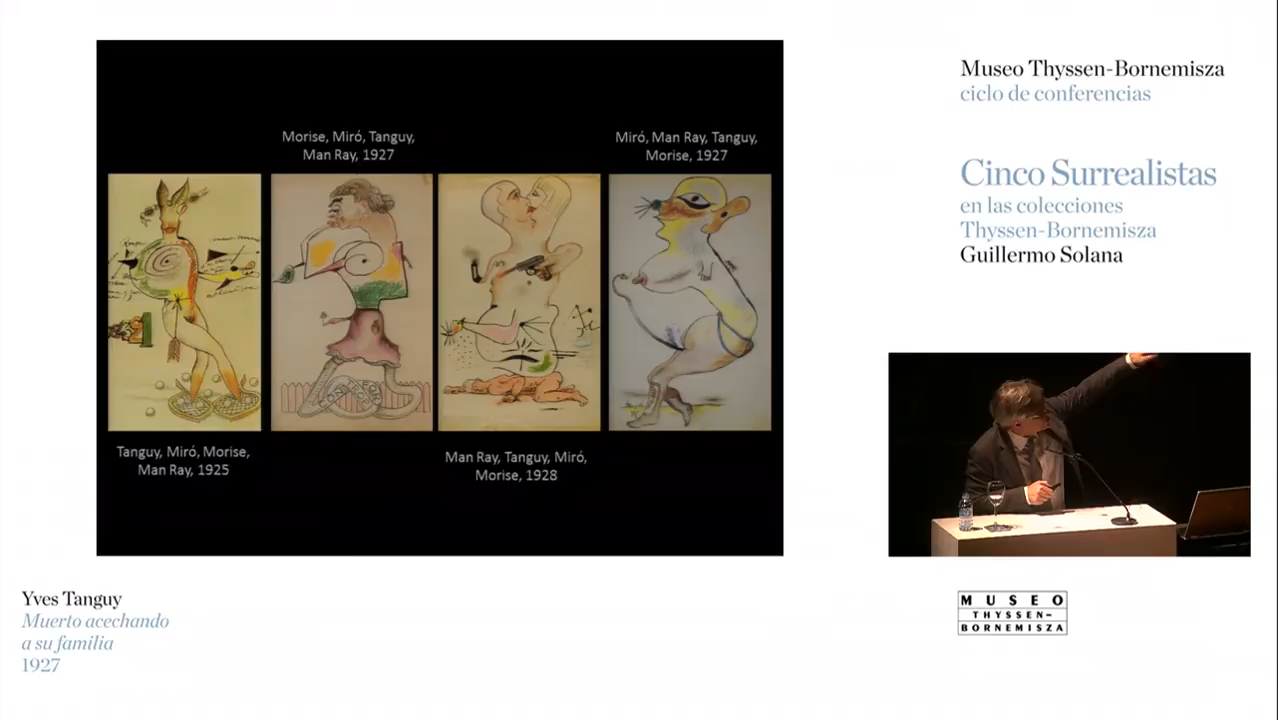 Morise, Miró, Tanguy,
Man Ray, 1927
Miró, Man Ray, Tanguy,
Morise, 1927
Tanguy, Miró, Morise,
Man Ray, 1925
Man Ray, Tanguy, Miró,
Morise, 1928
Museo Thyssen-Bornemisza
ciclo de conferencias
Cinco Surrealistas
en las colecciones
Thyssen-Bornemisza
Guillermo Solana
Yves Tanguy
Muerto acechando
a su familia
1927
MUSEO
THYSSEN-
BORNEMISZA